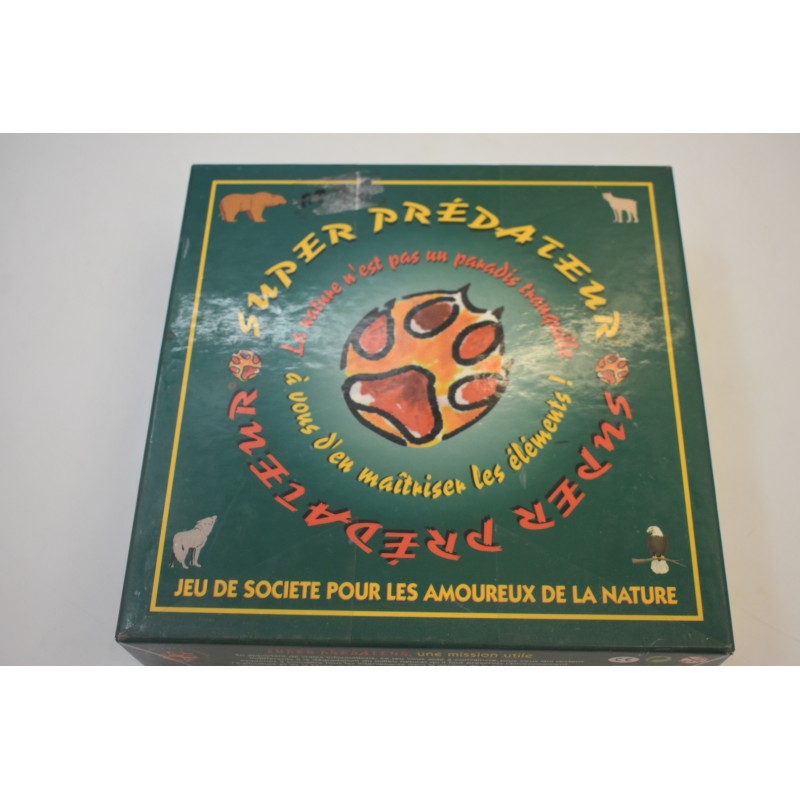 SUPER PRÉDATEUR
La nature n'est pas un paradis tranquille
à vous d'en maîtriser les éléments !
SUPER PRÉDATEUR®
JEU DE SOCIETE POUR LES AMOUREUX DE LA NATURE
une mission utile